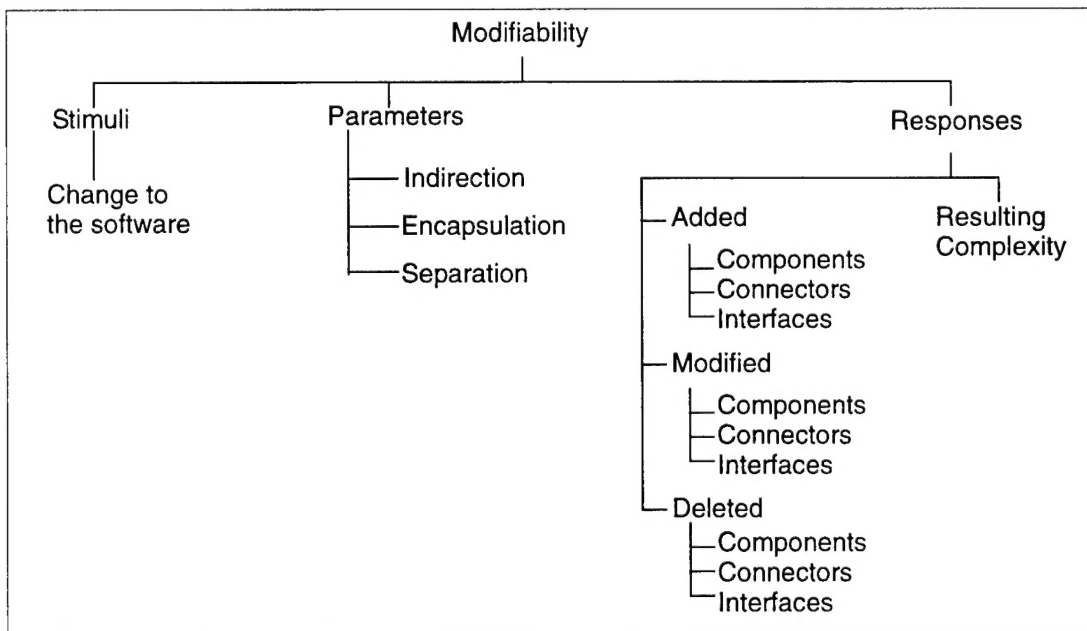 Modifiability
Stimuli
Change to
the software
Parameters
Indirection
Encapsulation
Separation
Responses
Added
Components
Connectors
Interfaces
Modified
Components
Connectors
Interfaces
Deleted
Components
Connectors
Interfaces
Resulting
Complexity